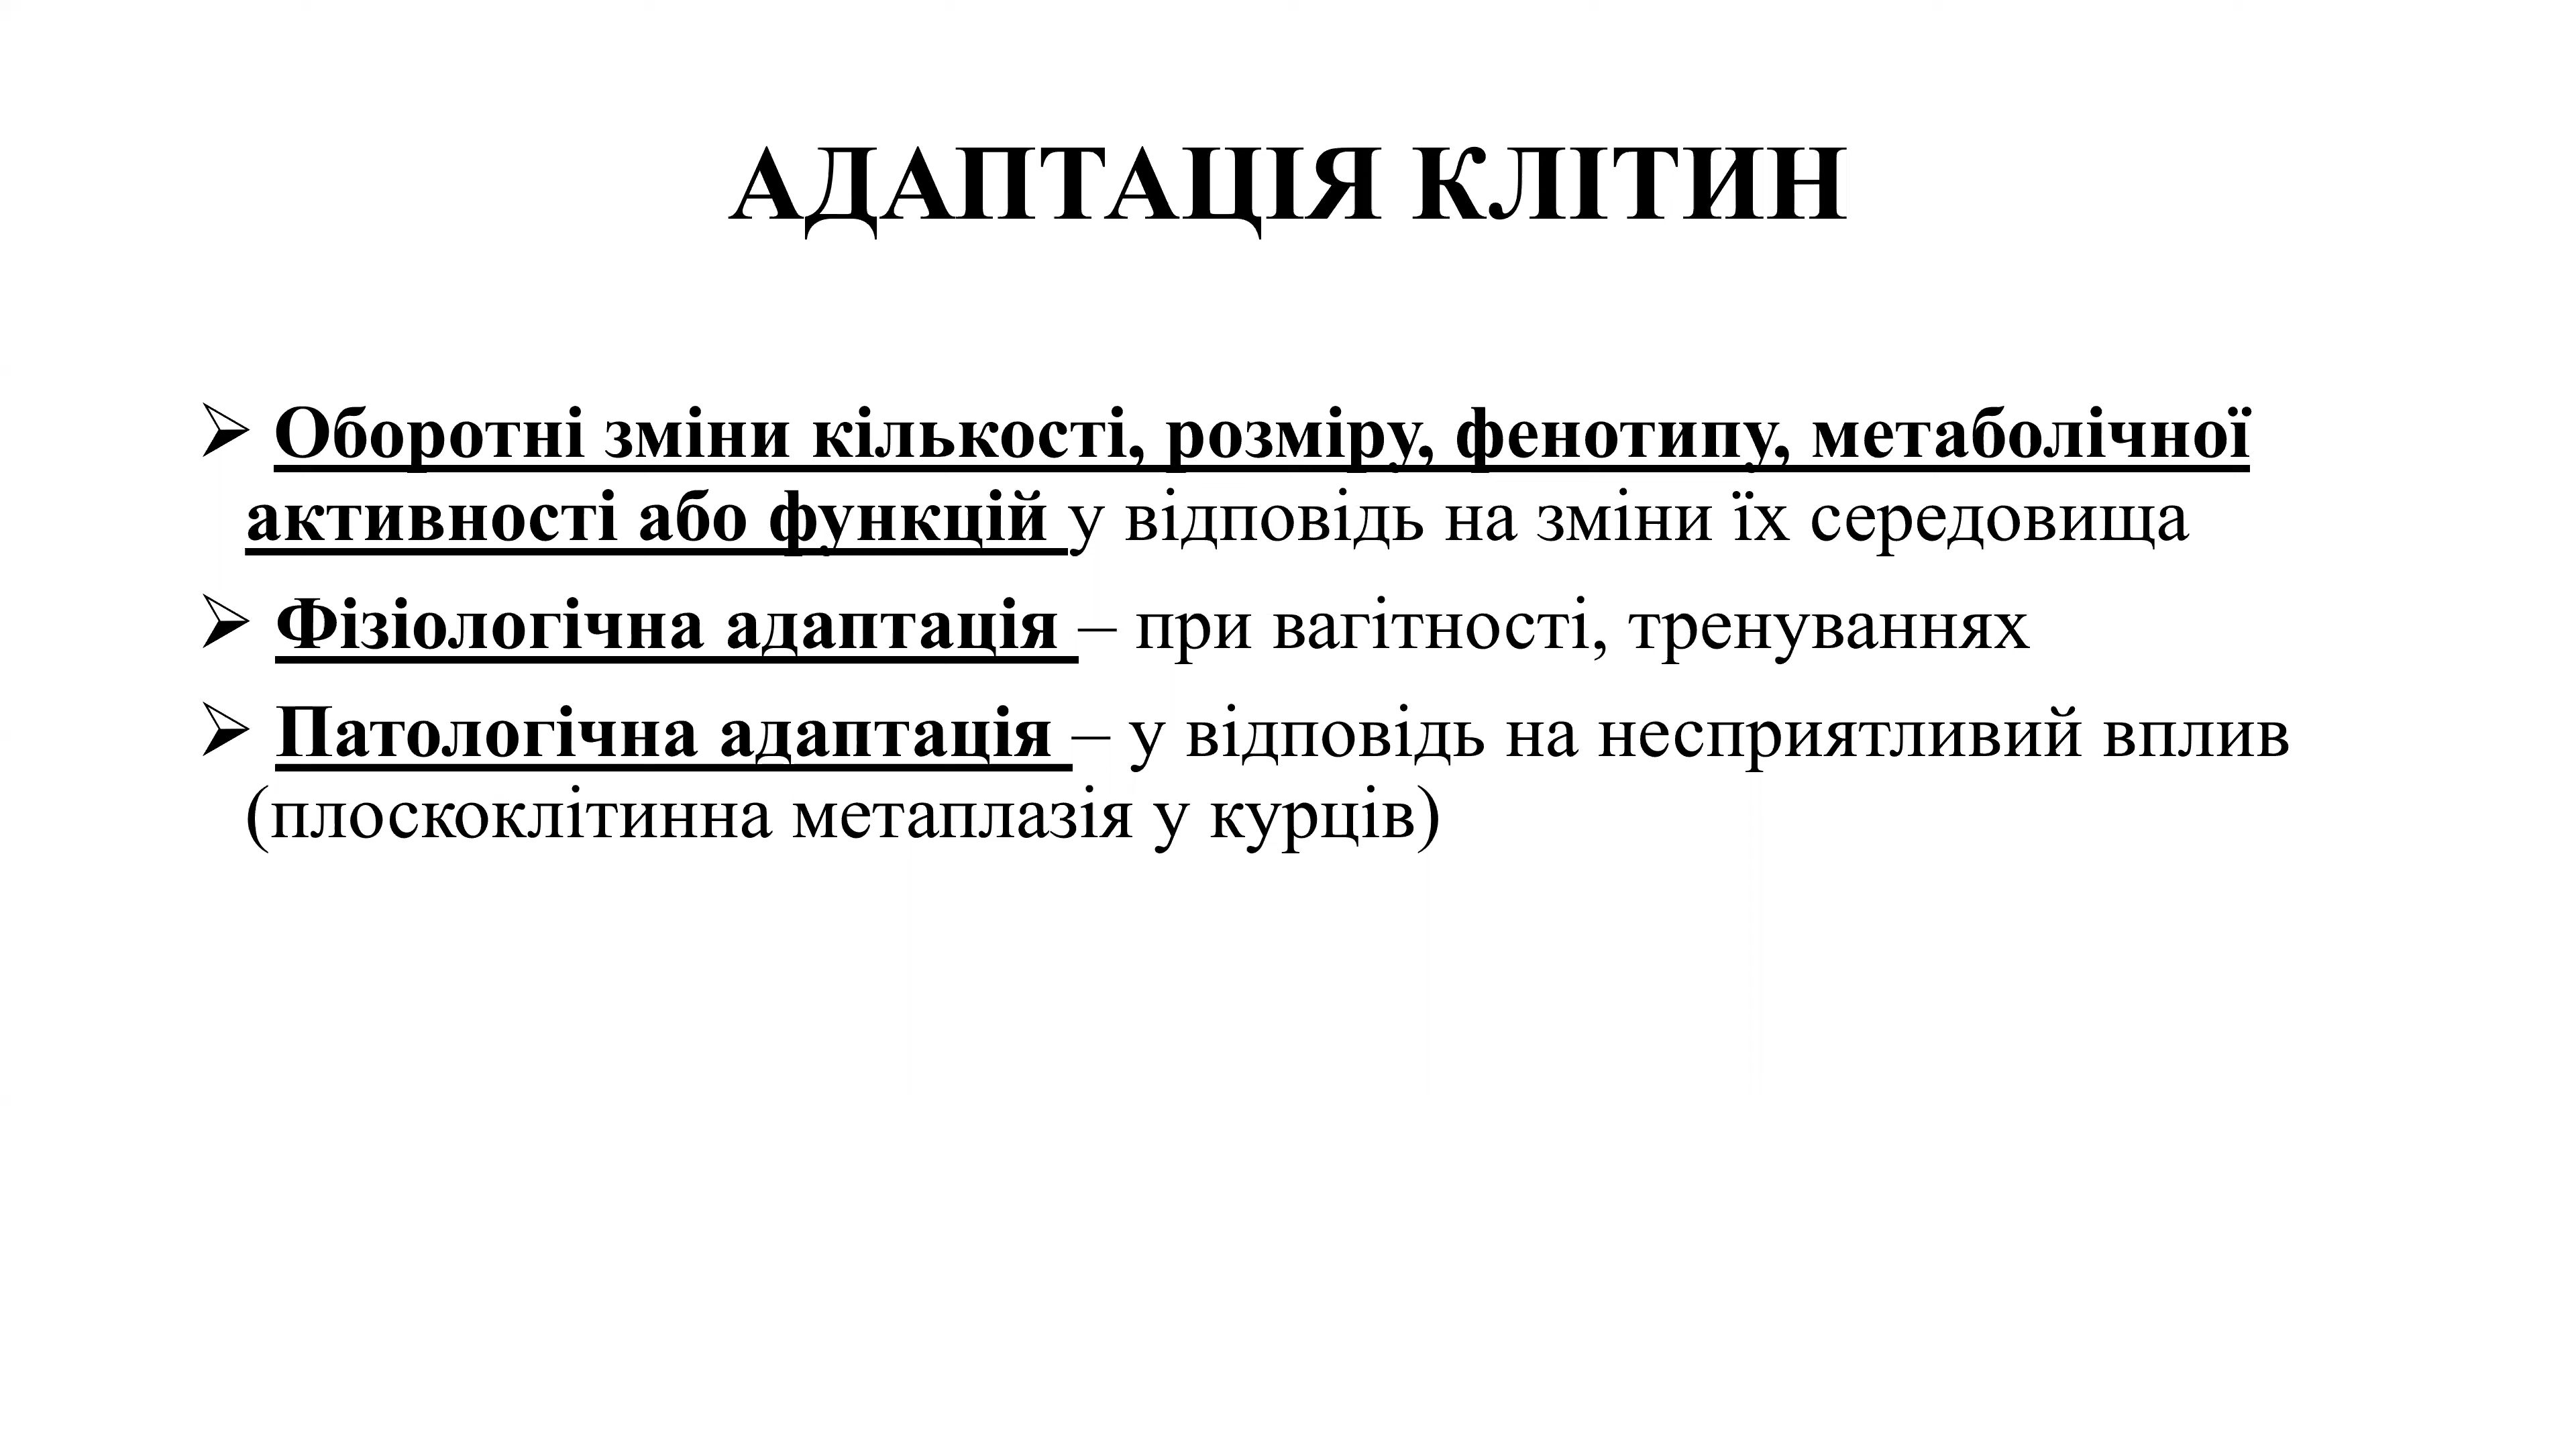 АДАПТАЦІЯ КЛІТИН
➢ Оборотні зміни кількості, розміру, фенотипу, метаболічної
активності або функцій у відповідь на зміни їх середовища
➢ Фізіологічна адаптація – при вагітності, тренуваннях
➢ Патологічна адаптація – у відповідь на несприятливий вплив
(плоскоклітинна метаплазія у курців)